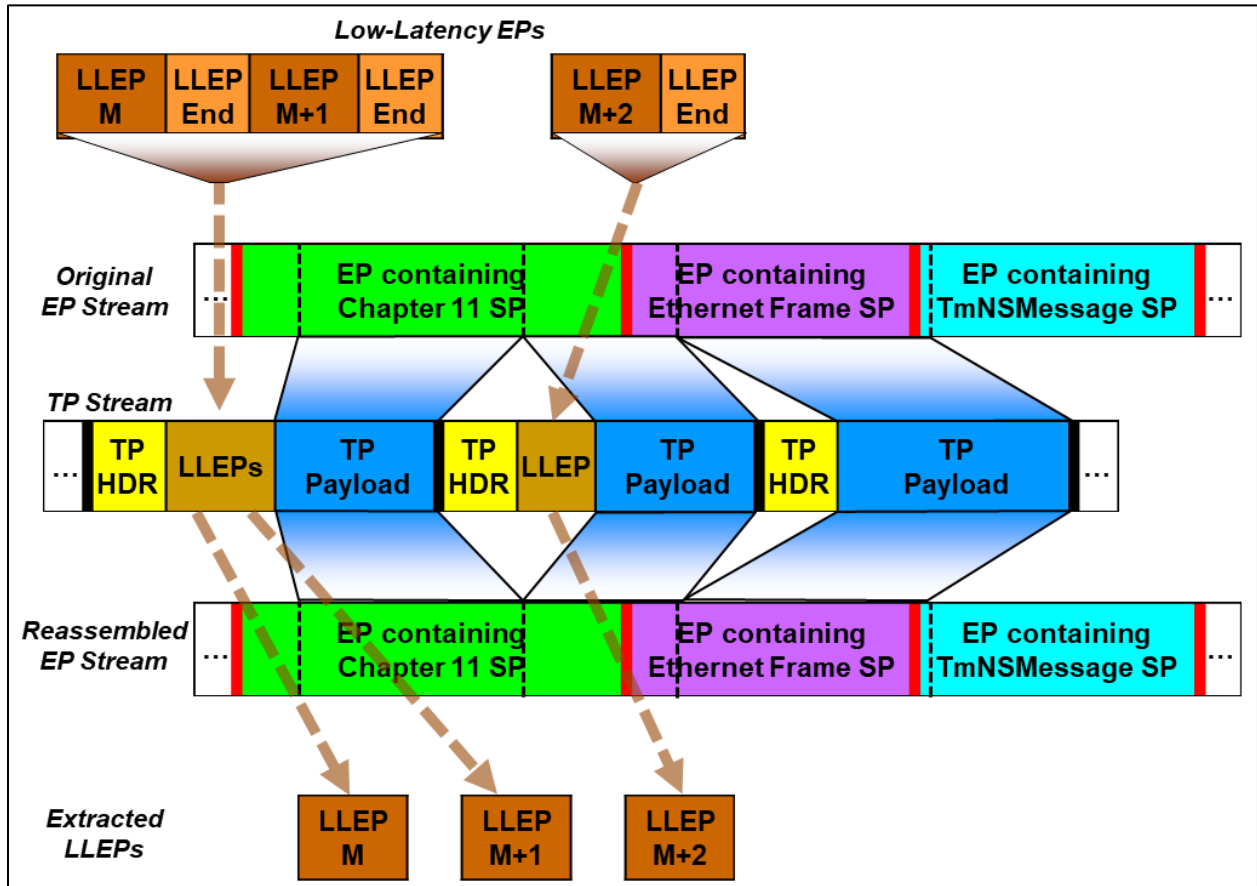 Low-Latency EPs
LLEP
M
LLEP
End
LLEP
M+1
LLEP
End
LLEP
M+2
LLEP
End
Original
EP Stream
...
EP containing
Chapter 11 SP
EP containing
Ethernet Frame SP
EP containing
TmNSMessage SP
...
TP Stream
...
TP
HDR
LLEPs
TP
Payload
TP
HDR
LLEP
TP
Payload
TP
HDR
TP
Payload
...
Reassembled
EP Stream
...
EP containing
Chapter 11 SP
EP containing
Ethernet Frame SP
EP containing
TmNSMessage SP
...
Extracted
LLEPs
LLEP
M
LLEP
M+1
LLEP
M+2